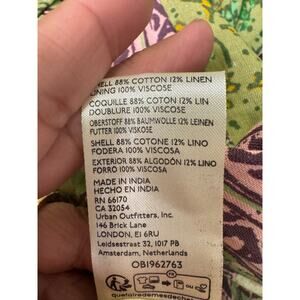 SHELL 88% COTTON 12% LINEN
LINING 100% VISCOSE
COQUILLE 88% COTON 12% LIN
DOUBLURE 100% VISCOSE
OBERSTOFF 88% BAUMWOLLE 12% LEINEN
FUTTER 100% VISKOSE
SHELL 88% COTONE 12% LINO
FODERA 100% VISCOSA
EXTERIOR 88% ALGODÓN 12% LINO
FORRO 100% VISCOSA
MADE IN INDIA
HECHO EN INDIA
RN 66170
CA 32054
Urban Outfitters, Inc.
146 Brick Lane
LONDON, E1 6RU
Leidsestraat 32, 1017 PB
Amsterdam, Netherlands
OB1962763
FR
ou
quefairedemesdechets